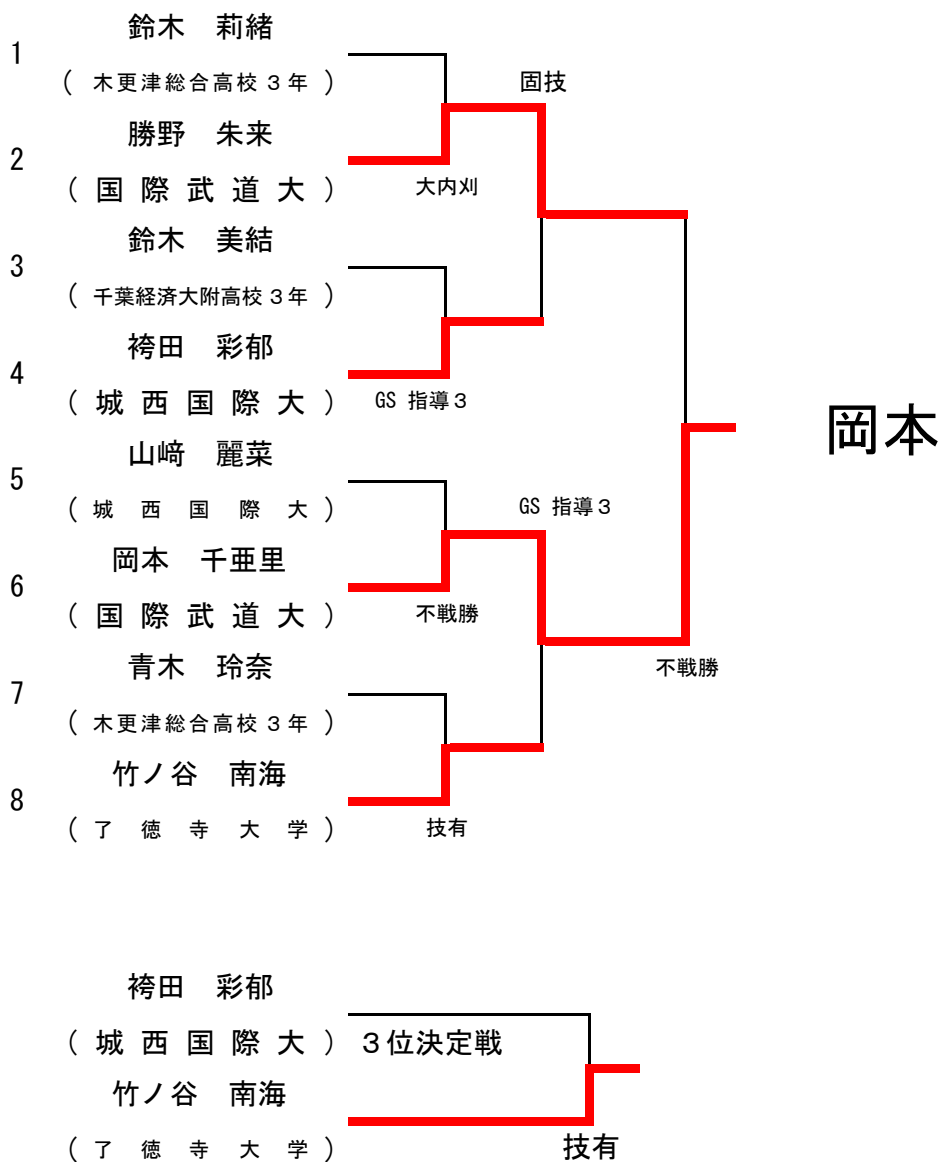 鈴木　莉緒
1
（ 木更津総合高校３年 ）
固技
勝野　朱来
2
（ 国 際 武 道 大 ）
大内刈
鈴木　美結
3
（ 千葉経済大附高校３年 ）
袴田　彩郁
4
（ 城 西 国 際 大 ）
GS 指導３
岡本
山﨑　麗菜
5
（ 城 西 国 際 大 ）
GS 指導３
岡本　千亜里
6
（ 国 際 武 道 大 ）
不戦勝
青木　玲奈
7
不戦勝
（ 木更津総合高校３年 ）
竹ノ谷　南海
8
（ 了 徳 寺 大 学 ）
技有
袴田　彩郁
（ 城 西 国 際 大 ）
３位決定戦
竹ノ谷　南海
（ 了 徳 寺 大 学 ）
技有